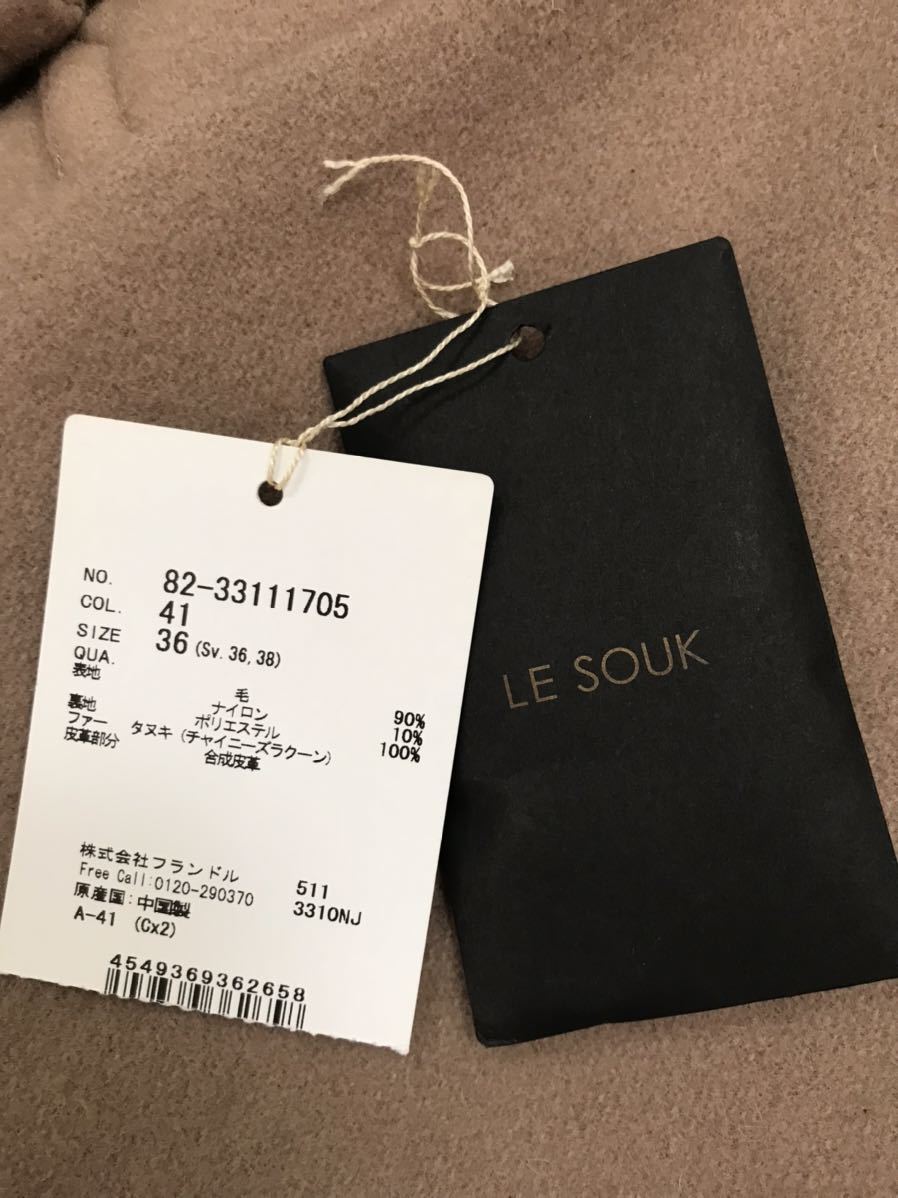 NO. 82-33111705
COL. 41
SIZE 36 (Sv. 36, 38)
QUA.
表地 毛 90%
ナイロン 10%
裏地 ポリエステル 100%
ファー タヌキ (チャイニーズラクーン)
皮革部分 合成皮革
株式会社フランドル 511
Free Call:0120-290370 3310NJ
原産国:中国製
A-41 (Cx2)
4549369362658
LE SOUK